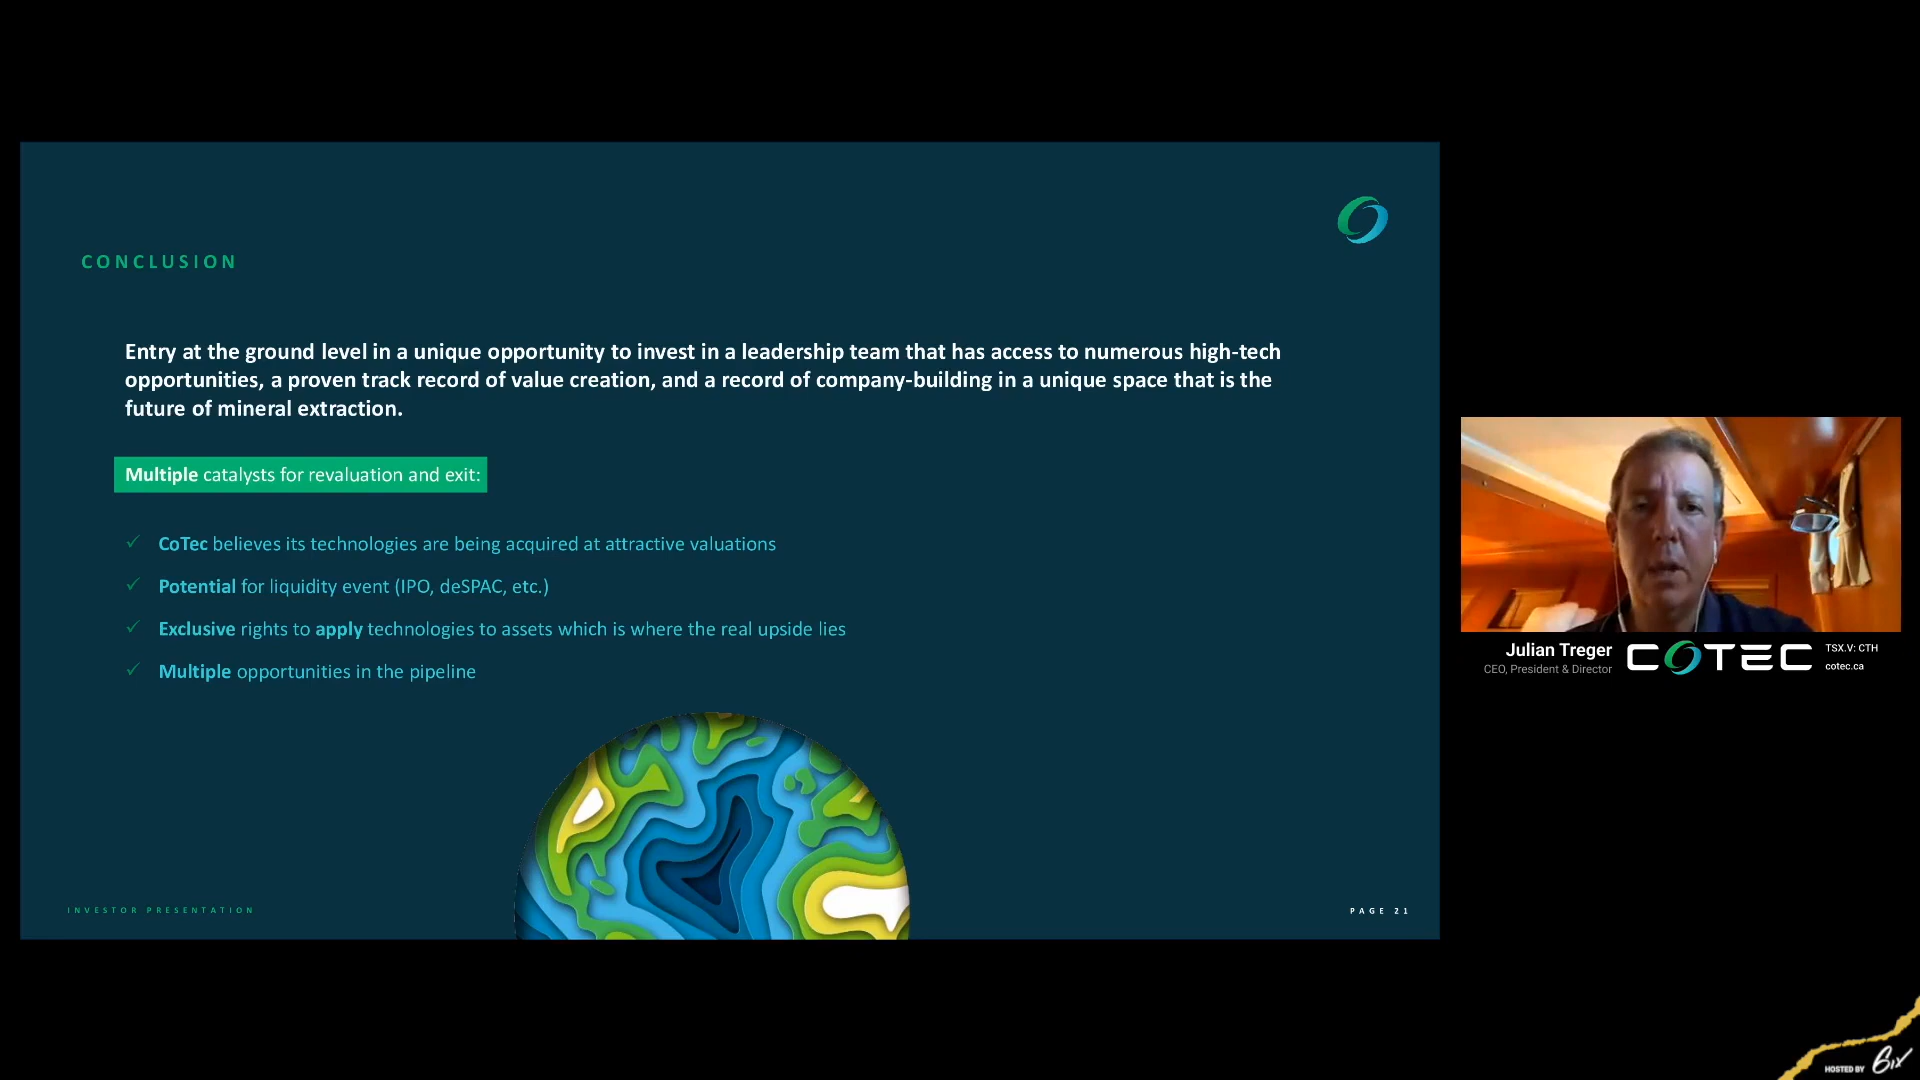 CONCLUSION
Entry at the ground level in a unique opportunity to invest in a leadership team that has access to numerous high-tech
opportunities, a proven track record of value creation, and a record of company-building in a unique space that is the
future of mineral extraction.
Multiple catalysts for revaluation and exit:
✓ CoTec believes its technologies are being acquired at attractive valuations
✓ Potential for liquidity event (IPO, deSPAC, etc.)
✓ Exclusive rights to apply technologies to assets which is where the real upside lies
✓ Multiple opportunities in the pipeline
INVESTOR PRESENTATION
PAGE 21
Julian Treger
CEO, President & Director
COTEC
TSX.V: CTH
cotec.ca
HOSTED BY 6ix